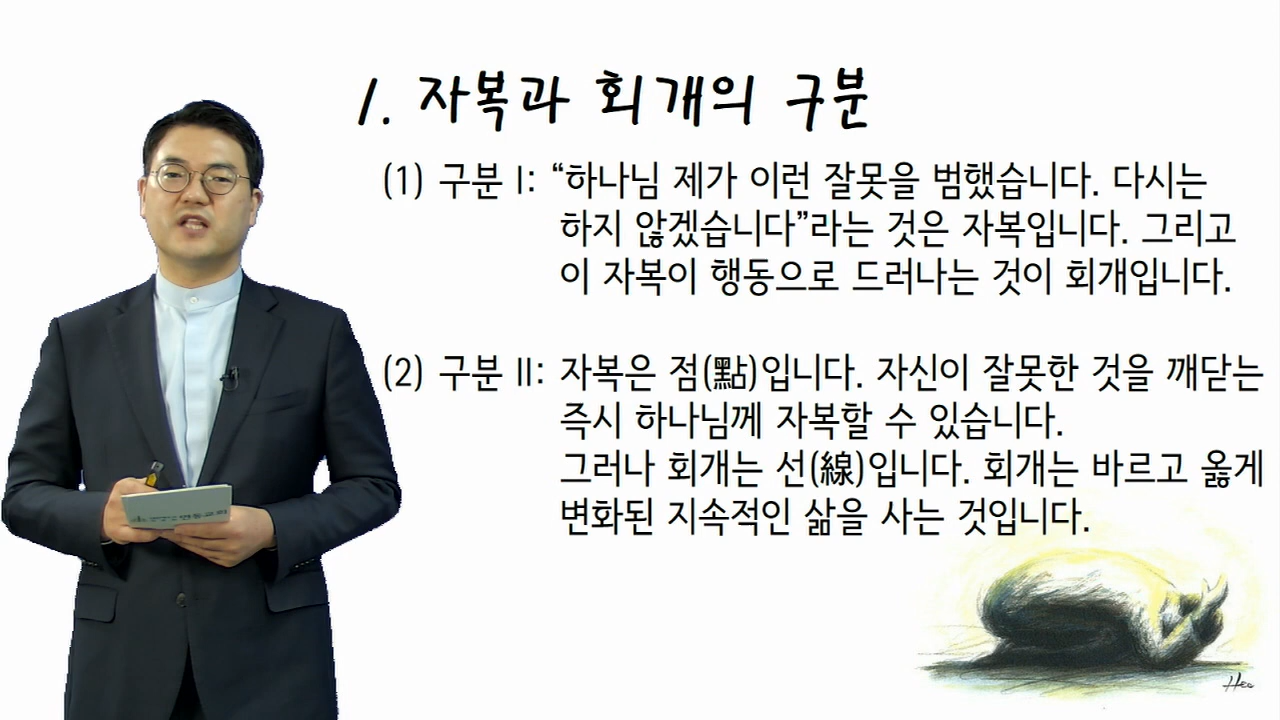 1. 자복과 회개의 구분
(1) 구분 I: “하나님 제가 이런 잘못을 범했습니다. 다시는
하지 않겠습니다”라는 것은 자복입니다. 그리고
이 자복이 행동으로 드러나는 것이 회개입니다.
(2) 구분 II: 자복은 점(點)입니다. 자신이 잘못한 것을 깨닫는
즉시 하나님께 자복할 수 있습니다.
그러나 회개는 선(線)입니다. 회개는 바르고 옳게
변화된 지속적인 삶을 사는 것입니다.
Heo